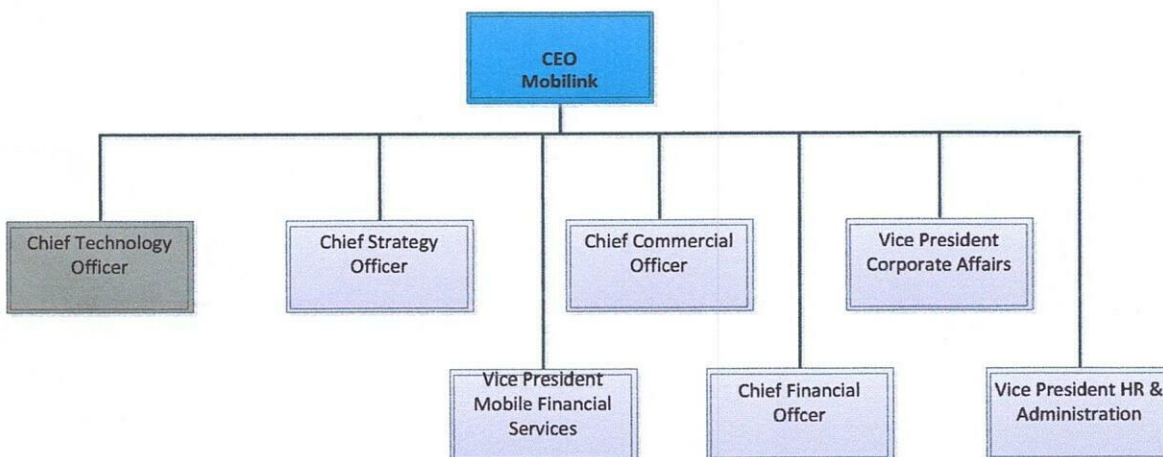 CEO
Mobilink
Chief Technology
Officer
Chief Strategy
Officer
Chief Commercial
Officer
Vice President
Corporate Affairs
Vice President
Mobile Financial
Services
Chief Financial
Offcer
Vice President HR &
Administration